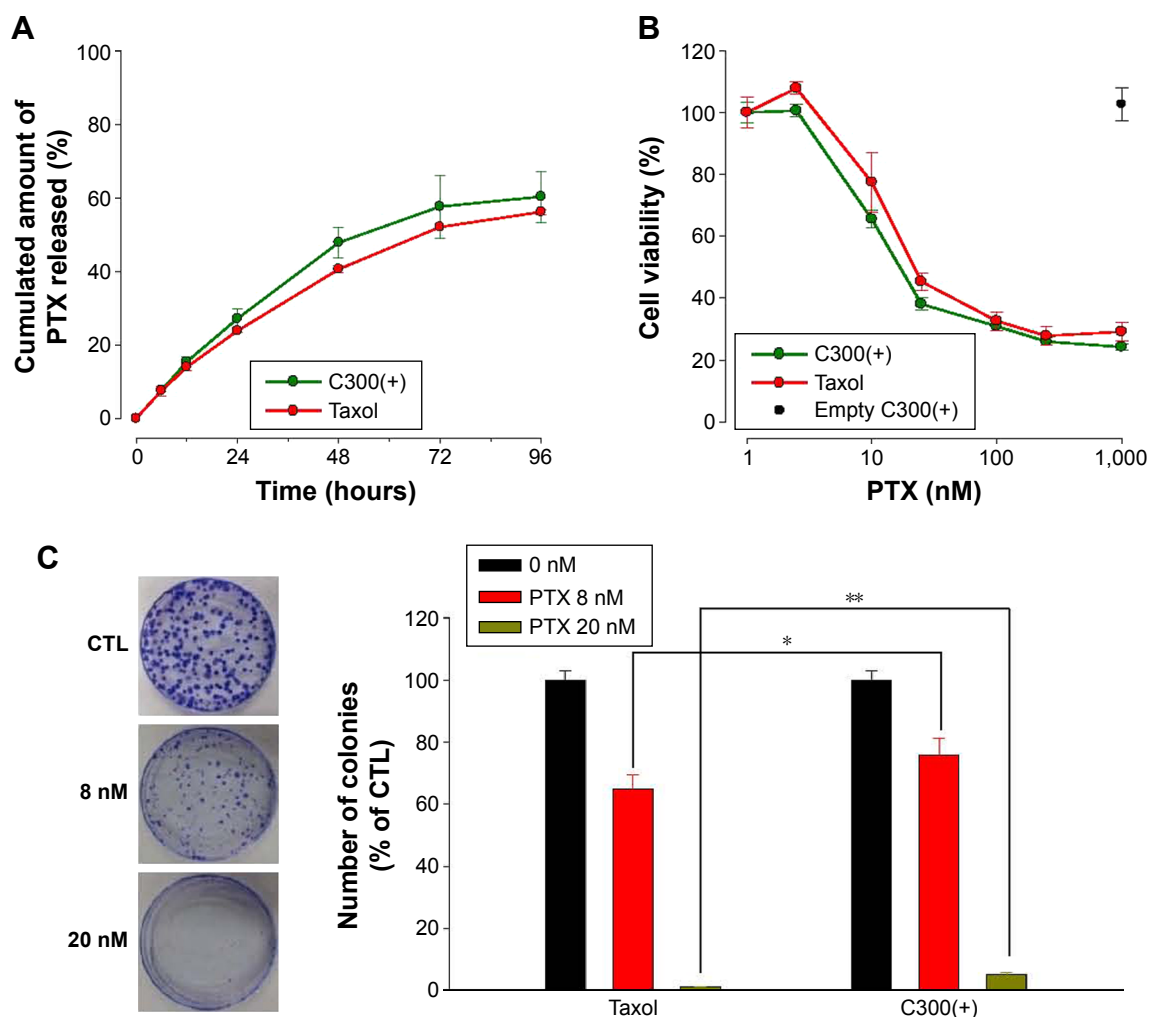 A
Cumulated amount of
PTX released (%)
100
80
60
40
20
0
C300(+)
Taxol
0 24 48 72 96
Time (hours)
B
Cell viability (%)
120
100
80
60
40
20
0
C300(+)
Taxol
Empty C300(+)
1 10 100 1,000
PTX (nM)
C
CTL
8 nM
20 nM
0 nM
PTX 8 nM
PTX 20 nM
Number of colonies
(% of CTL)
120
100
80
60
40
20
0
**
*
Taxol C300(+)